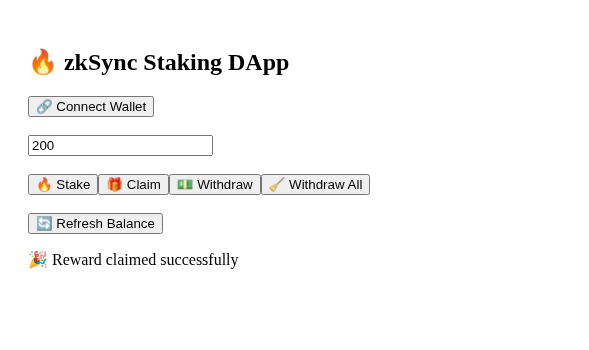 🔥 zkSync Staking DApp
🔗 Connect Wallet
200
🔥 Stake 🎁 Claim 💵 Withdraw 🧹 Withdraw All
🔄 Refresh Balance
🎉 Reward claimed successfully